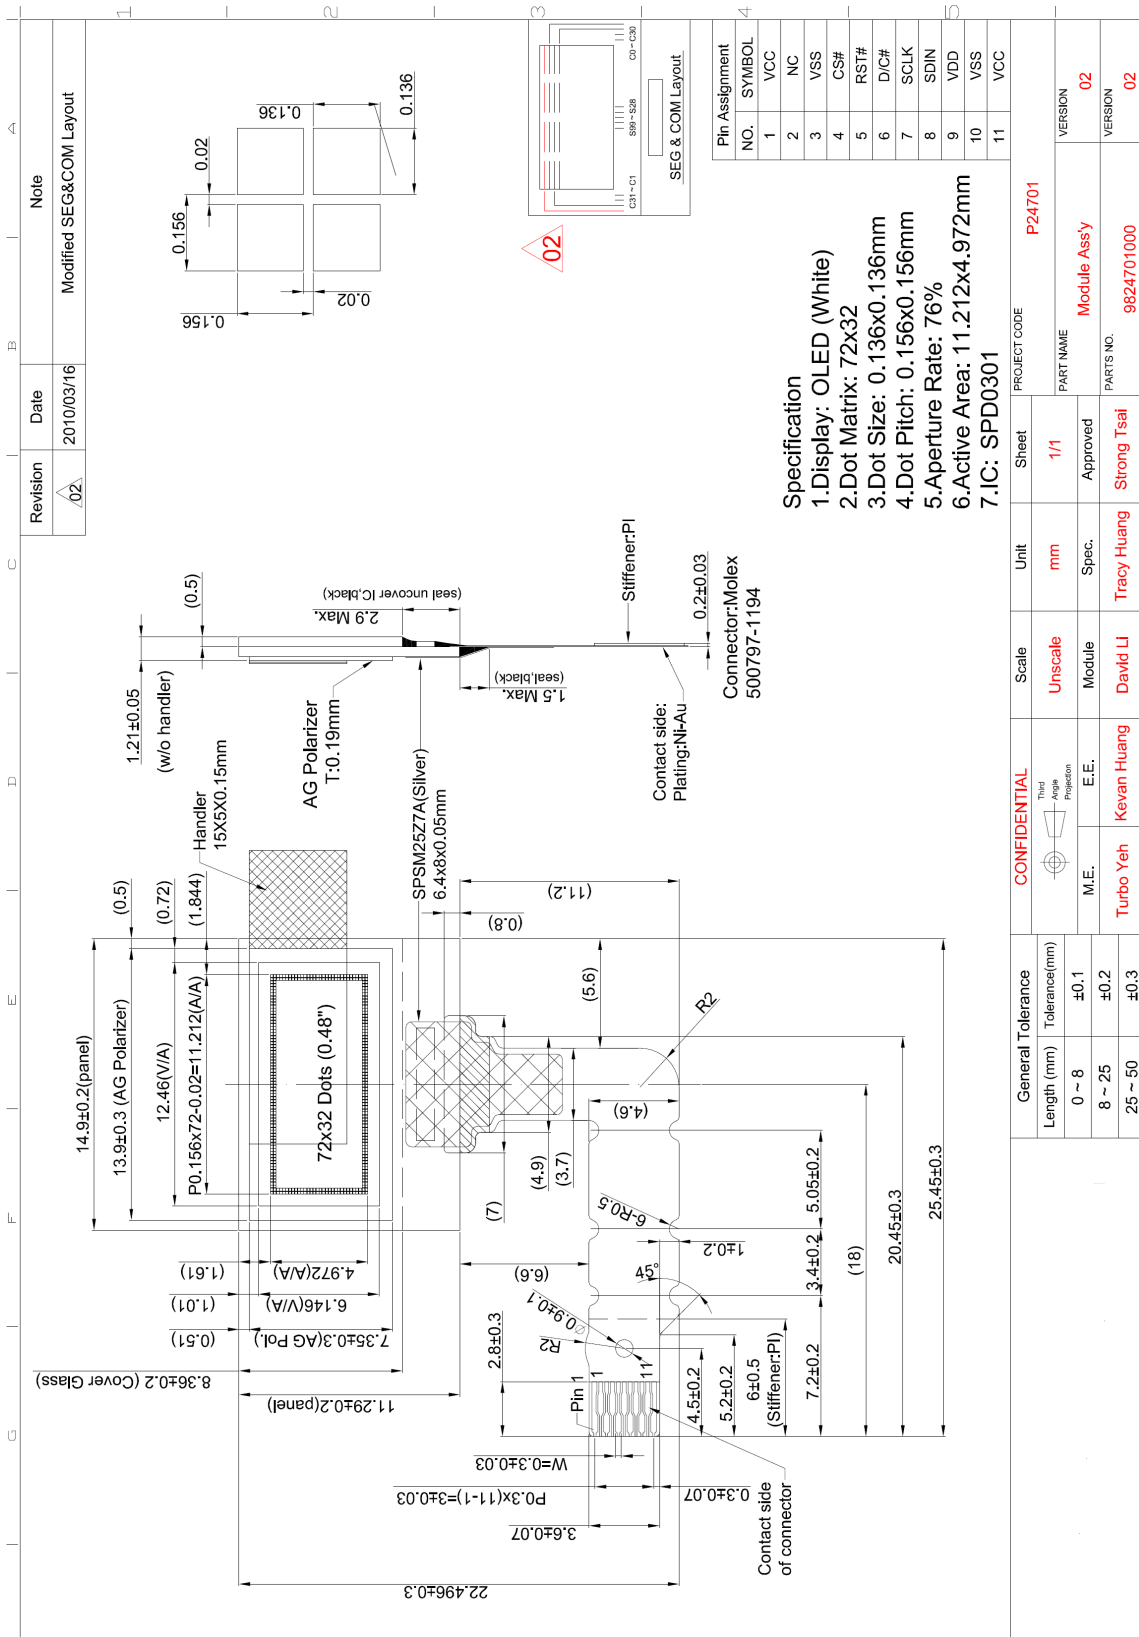 Revision Date Note
02 2010/03/16 Modified SEG&COM Layout
1 2 3 4 5
A B C D E F G
0.156
0.02
0.136
0.136
0.156
0.02
02
C31 ~ C1 S99 ~ S28 C0 ~ C30
SEG & COM Layout
Pin Assignment
NO. SYMBOL
1 VCC
2 NC
3 VSS
4 CS#
5 RST#
6 D/C#
7 SCLK
8 SDIN
9 VDD
10 VSS
11 VCC
Specification
1.Display: OLED (White)
2.Dot Matrix: 72x32
3.Dot Size: 0.136x0.136mm
4.Dot Pitch: 0.156x0.156mm
5.Aperture Rate: 76%
6.Active Area: 11.212x4.972mm
7.IC: SPD0301
1.21±0.05
(w/o handler)
(0.5)
2.9 Max.
(seal uncover IC,black)
1.5 Max.
(seal,black)
AG Polarizer
T:0.19mm
Stiffener:PI
0.2±0.03
Contact side:
Plating:Ni-Au
Connector:Molex
500797-1194
Handler
15X5X0.15mm
SPSM25Z7A(Silver)
6.4x8x0.05mm
14.9±0.2(panel)
13.9±0.3 (AG Polarizer)
12.46(V/A)
P0.156x72-0.02=11.212(A/A)
(0.5)
(0.72)
(1.844)
72x32 Dots (0.48")
(1.61)
4.972(A/A)
(1.01)
6.146(V/A)
(0.51)
7.35±0.3(AG Pol.)
8.36±0.2 (Cover Glass)
11.29±0.2(panel)
22.496±0.3
(0.8)
(11.2)
(5.6)
R2
(7)
(4.9)
(3.7)
(4.6)
(6.6)
6-R0.5
1±0.2
45°
Ø0.9±0.1
R2
2.8±0.3
Pin 1
1
11
W=0.3±0.03
P0.3x(11-1)=3±0.03
3.6±0.07
0.3±0.07
Contact side
of connector
4.5±0.2
5.2±0.2
6±0.5
(Stiffener:PI)
7.2±0.2
3.4±0.2
5.05±0.2
(18)
20.45±0.3
25.45±0.3
General Tolerance
Length (mm) Tolerance(mm)
0 ~ 8 ±0.1
8 ~ 25 ±0.2
25 ~ 50 ±0.3
CONFIDENTIAL
Third
Angle
Projection
M.E. E.E. Module Spec. Approved
Turbo Yeh Kevan Huang David LI Tracy Huang Strong Tsai
Scale Unit Sheet
Unscale mm 1/1
PROJECT CODE
P24701
PART NAME
Module Ass'y
VERSION
02
PARTS NO.
9824701000
VERSION
02